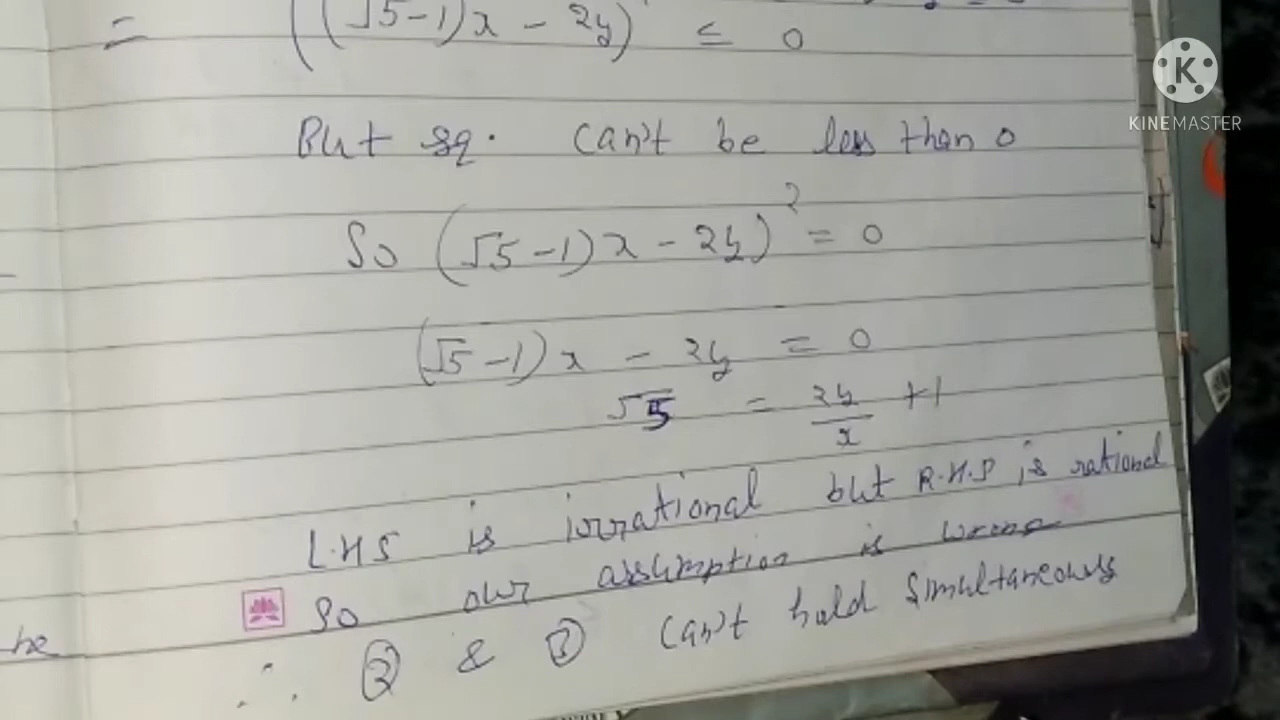 = ((√5-1)x - 2y)² ≤ 0
K
KINEMASTER
But sq. can't be less than 0
So (√5-1)x - 2y)² = 0
(√5-1)x - 2y = 0
√5 = 2y/x +1
L.H.S is irrational but R.H.S is rational
So our assumption is wrong
he
∴ ② & ① can't hold simultaneously